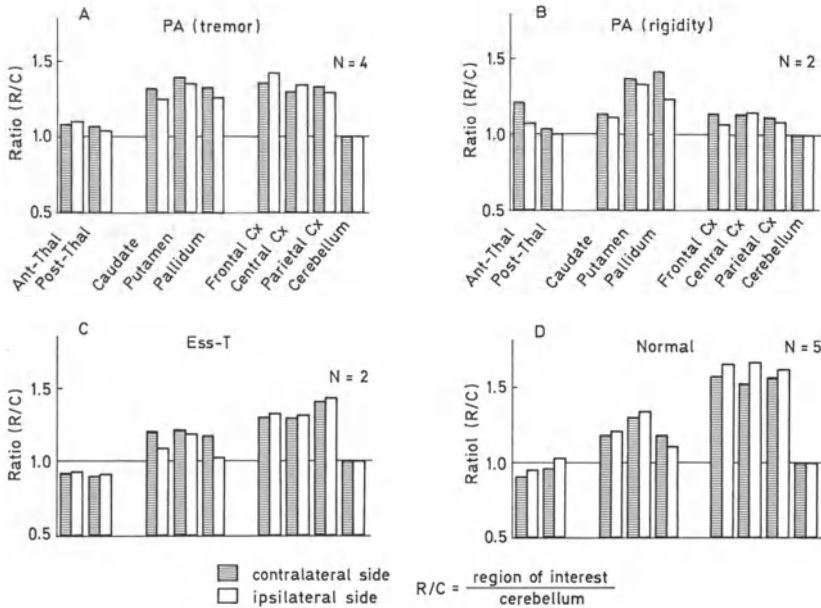 A
PA (tremor)
N = 4
Ratio (R/C)
1.5
1.0
0.5
Ant-Thal
Post-Thal
Caudate
Putamen
Pallidum
Frontal Cx
Central Cx
Parietal Cx
Cerebellum
B
PA (rigidity)
N = 2
Ratio (R/C)
1.5
1.0
0.5
Ant-Thal
Post-Thal
Caudate
Putamen
Pallidum
Frontal Cx
Central Cx
Parietal Cx
Cerebellum
C
Ess-T
N = 2
Ratio (R/C)
1.5
1.0
0.5
D
Normal
N = 5
Ratiol (R/C)
1.5
1.0
0.5
contralateral side
ipsilateral side
R/C = region of interest
cerebellum